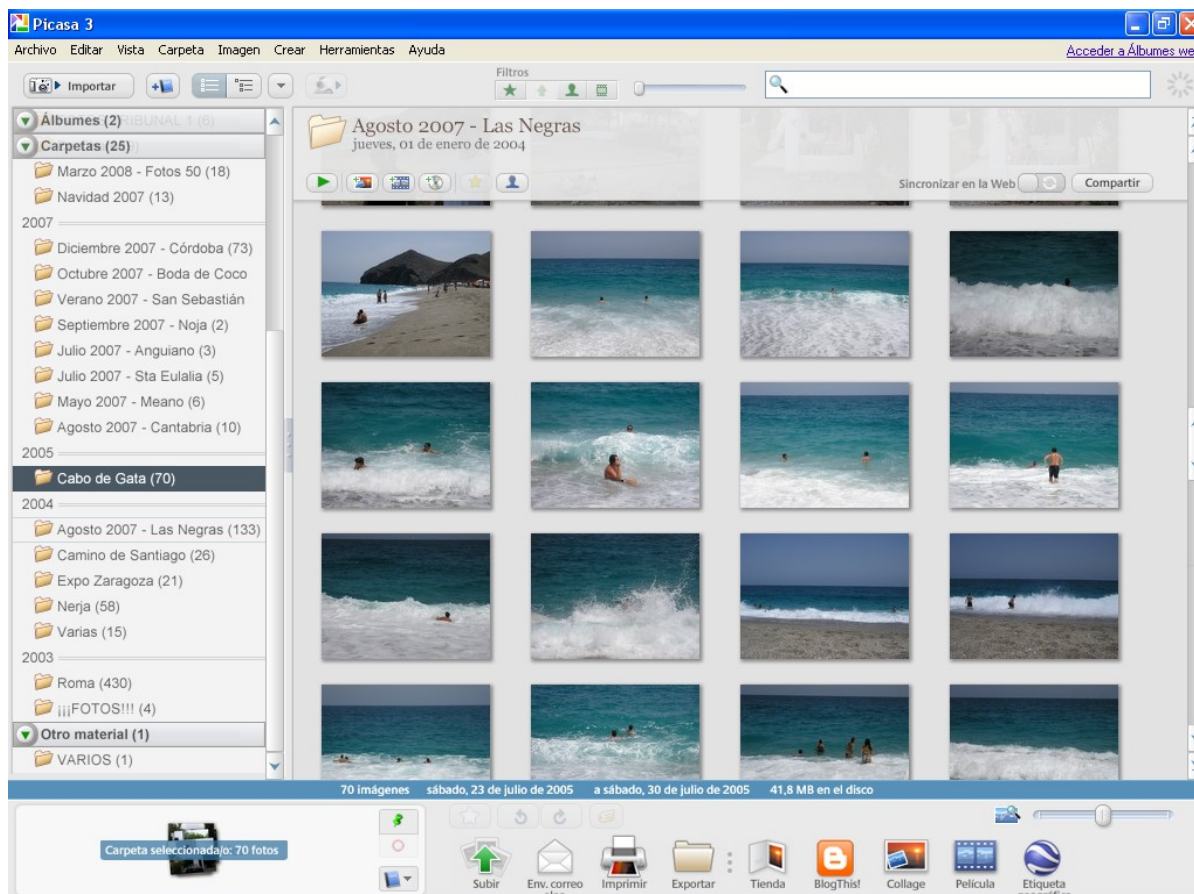 Picasa 3
Archivo Editar Vista Carpeta Imagen Crear Herramientas Ayuda
Acceder a Álbumes we
Importar
Filtros
Álbumes (2)
Carpetas (25)
Marzo 2008 - Fotos 50 (18)
Navidad 2007 (13)
2007
Diciembre 2007 - Córdoba (73)
Octubre 2007 - Boda de Coco
Verano 2007 - San Sebastián
Septiembre 2007 - Noja (2)
Julio 2007 - Anguiano (3)
Julio 2007 - Sta Eulalia (5)
Mayo 2007 - Meano (6)
Agosto 2007 - Cantabria (10)
2005
Cabo de Gata (70)
2004
Agosto 2007 - Las Negras (133)
Camino de Santiago (26)
Expo Zaragoza (21)
Nerja (58)
Varias (15)
2003
Roma (430)
¡¡¡FOTOS!!! (4)
Otro material (1)
VARIOS (1)
Agosto 2007 - Las Negras
jueves, 01 de enero de 2004
Sincronizar en la Web
Compartir
70 imágenes sábado, 23 de julio de 2005 a sábado, 30 de julio de 2005 41,8 MB en el disco
Carpeta seleccionada/o: 70 fotos
Subir
Env. correo
Imprimir
Exportar
Tienda
BlogThis!
Collage
Película
Etiqueta